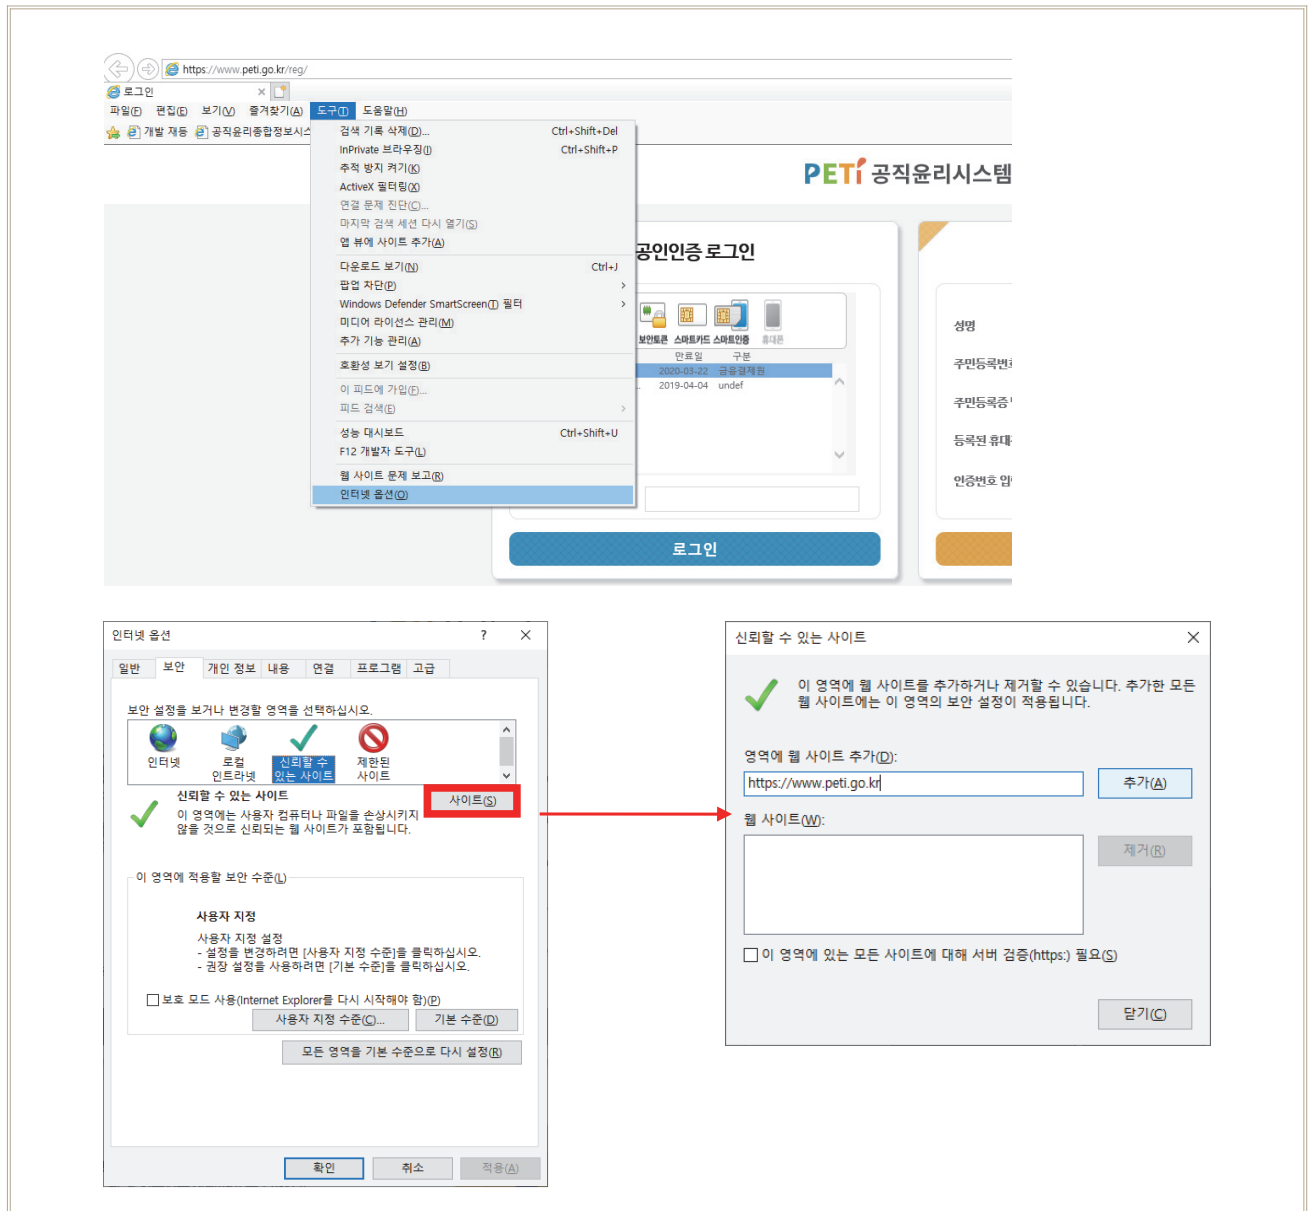 https://www.peti.go.kr/reg/
로그인
파일(F) 편집(E) 보기(V) 즐겨찾기(A) 도구(T) 도움말(H)
개발 재등 공직윤리종합정보시스
검색 기록 삭제(D)... Ctrl+Shift+Del
InPrivate 브라우징(I) Ctrl+Shift+P
추적 방지 켜기(K)
ActiveX 필터링(X)
연결 문제 진단(C)...
마지막 검색 세션 다시 열기(S)
앱 뷰에 사이트 추가(A)
다운로드 보기(N) Ctrl+J
팝업 차단(P)
Windows Defender SmartScreen(T) 필터
미디어 라이선스 관리(M)
추가 기능 관리(A)
호환성 보기 설정(B)
이 피드에 가입(F)...
피드 검색(E)
성능 대시보드 Ctrl+Shift+U
F12 개발자 도구(L)
웹 사이트 문제 보고(R)
인터넷 옵션(O)
PETI 공직윤리시스템
공인인증 로그인
보안토큰 스마트카드 스마트인증 휴대폰
만료일 구분
2020-03-22 금융결제원
.. 2019-04-04 undef
로그인
성명
주민등록번호
주민등록증
등록된 휴대
인증번호 입
인터넷 옵션 ?
일반 보안 개인 정보 내용 연결 프로그램 고급
보안 설정을 보거나 변경할 영역을 선택하십시오.
인터넷 로컬 인트라넷 신뢰할 수 있는 사이트 제한된 사이트
신뢰할 수 있는 사이트
사이트(S)
이 영역에는 사용자 컴퓨터나 파일을 손상시키지
않을 것으로 신뢰되는 웹 사이트가 포함됩니다.
이 영역에 적용할 보안 수준(L)
사용자 지정
사용자 지정 설정
- 설정을 변경하려면 [사용자 지정 수준]을 클릭하십시오.
- 권장 설정을 사용하려면 [기본 수준]을 클릭하십시오.
보호 모드 사용(Internet Explorer를 다시 시작해야 함)(P)
사용자 지정 수준(C)... 기본 수준(D)
모든 영역을 기본 수준으로 다시 설정(R)
확인 취소 적용(A)
신뢰할 수 있는 사이트
이 영역에 웹 사이트를 추가하거나 제거할 수 있습니다. 추가한 모든
웹 사이트에는 이 영역의 보안 설정이 적용됩니다.
영역에 웹 사이트 추가(D):
https://www.peti.go.kr 추가(A)
웹 사이트(W):
제거(R)
이 영역에 있는 모든 사이트에 대해 서버 검증(https:) 필요(S)
닫기(C)